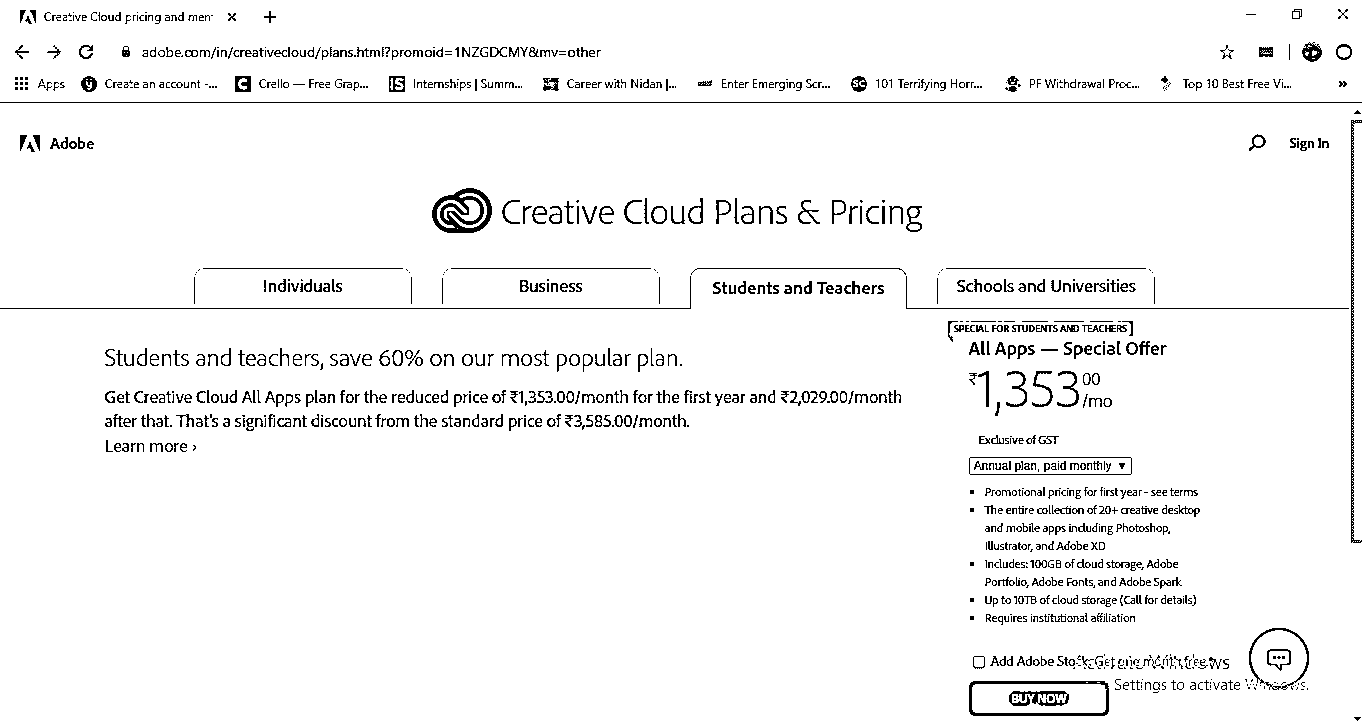 Creative Cloud pricing and mem
adobe.com/in/creativecloud/plans.html?promoid=1NZGDCMY&mv=other
Apps Create an account -... Crello — Free Grap... Internships | Summ... Career with Nidan |... Enter Emerging Scr... 101 Terrifying Horr... PF Withdrawal Proc... Top 10 Best Free Vi... »
Adobe Sign In
Creative Cloud Plans & Pricing
Individuals Business Students and Teachers Schools and Universities
Students and teachers, save 60% on our most popular plan.
Get Creative Cloud All Apps plan for the reduced price of ₹1,353.00/month for the first year and ₹2,029.00/month
after that. That's a significant discount from the standard price of ₹3,585.00/month.
Learn more ›
SPECIAL FOR STUDENTS AND TEACHERS
All Apps — Special Offer
₹1,353.00/mo
Exclusive of GST
Annual plan, paid monthly
Promotional pricing for first year - see terms
The entire collection of 20+ creative desktop
and mobile apps including Photoshop,
Illustrator, and Adobe XD
Includes: 100GB of cloud storage, Adobe
Portfolio, Adobe Fonts, and Adobe Spark
Up to 10TB of cloud storage (Call for details)
Requires institutional affiliation
Add Adobe Stock. Get one month free.*
Settings to activate Windows.
BUY NOW